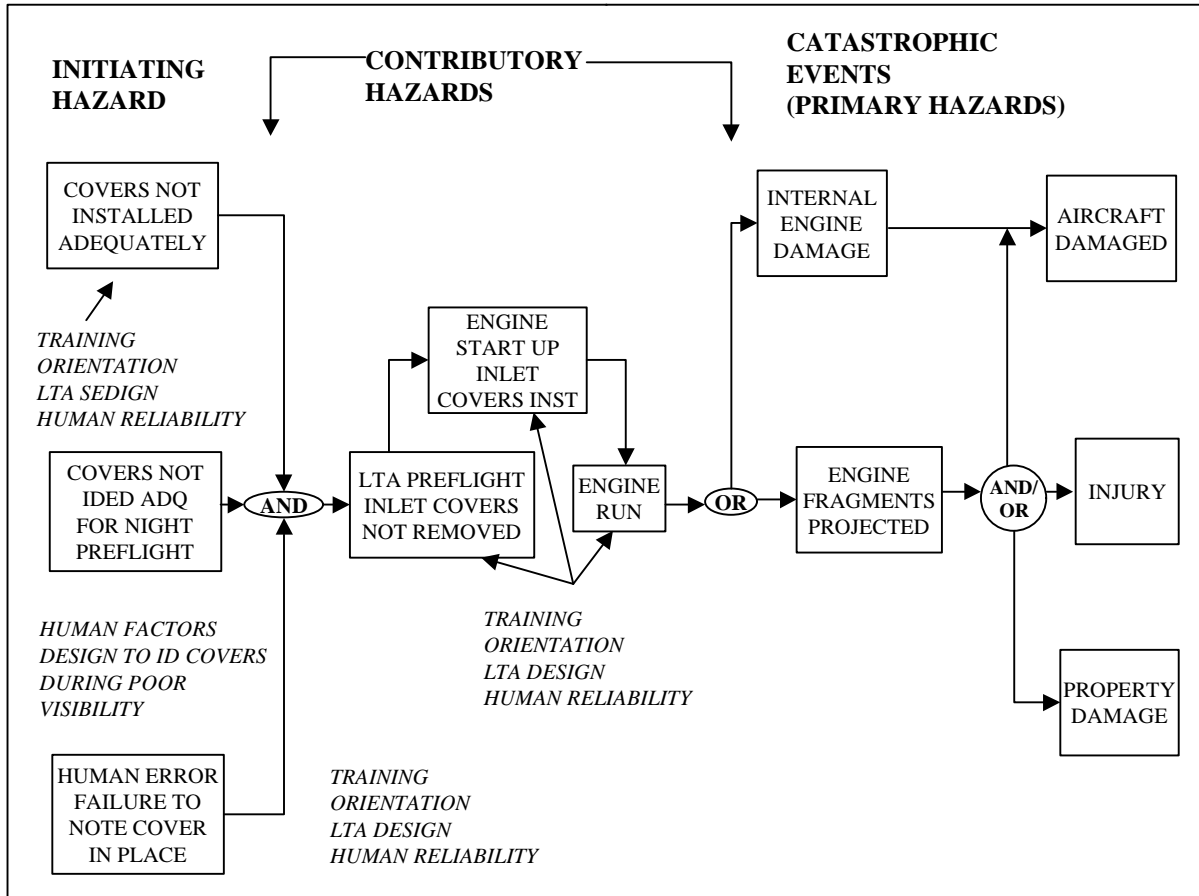 INITIATING
HAZARD
CONTRIBUTORY
HAZARDS
CATASTROPHIC
EVENTS
(PRIMARY HAZARDS)
COVERS NOT
INSTALLED
ADEQUATELY
TRAINING
ORIENTATION
LTA SEDIGN
HUMAN RELIABILITY
COVERS NOT
IDED ADQ
FOR NIGHT
PREFLIGHT
HUMAN FACTORS
DESIGN TO ID COVERS
DURING POOR
VISIBILITY
HUMAN ERROR
FAILURE TO
NOTE COVER
IN PLACE
TRAINING
ORIENTATION
LTA DESIGN
HUMAN RELIABILITY
AND
LTA PREFLIGHT
INLET COVERS
NOT REMOVED
ENGINE
START UP
INLET
COVERS INST
ENGINE
RUN
TRAINING
ORIENTATION
LTA DESIGN
HUMAN RELIABILITY
OR
INTERNAL
ENGINE
DAMAGE
ENGINE
FRAGMENTS
PROJECTED
AND/
OR
AIRCRAFT
DAMAGED
INJURY
PROPERTY
DAMAGE